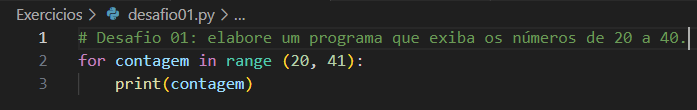 Exercicios > desafio01.py > ...
1 # Desafio 01: elabore um programa que exiba os números de 20 a 40.
2 for contagem in range (20, 41):
3 print(contagem)